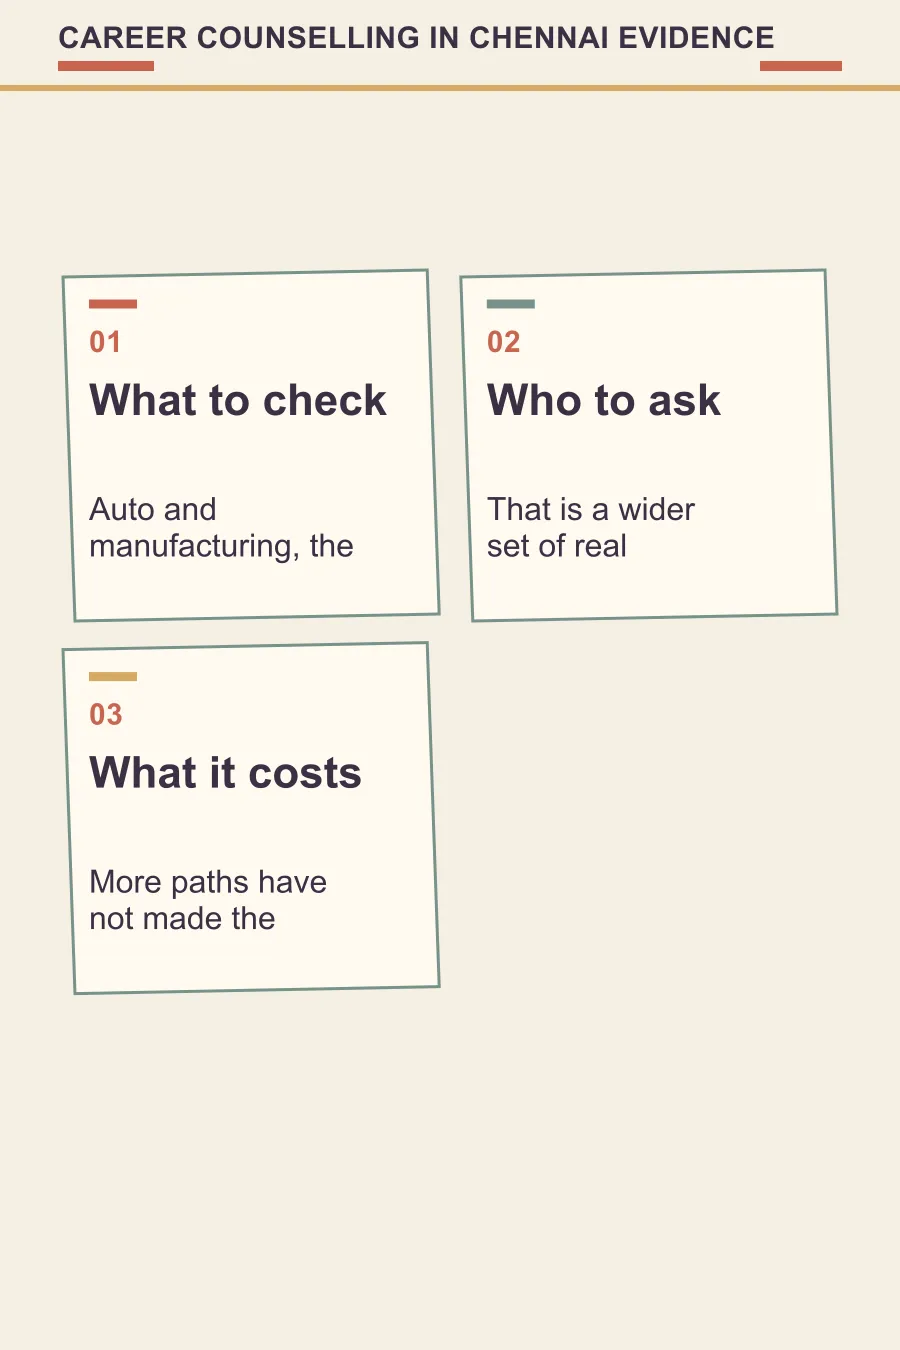 CAREER COUNSELLING IN CHENNAI EVIDENCE
01
What to check
Auto and
manufacturing, the
02
Who to ask
That is a wider
set of real
03
What it costs
More paths have
not made the